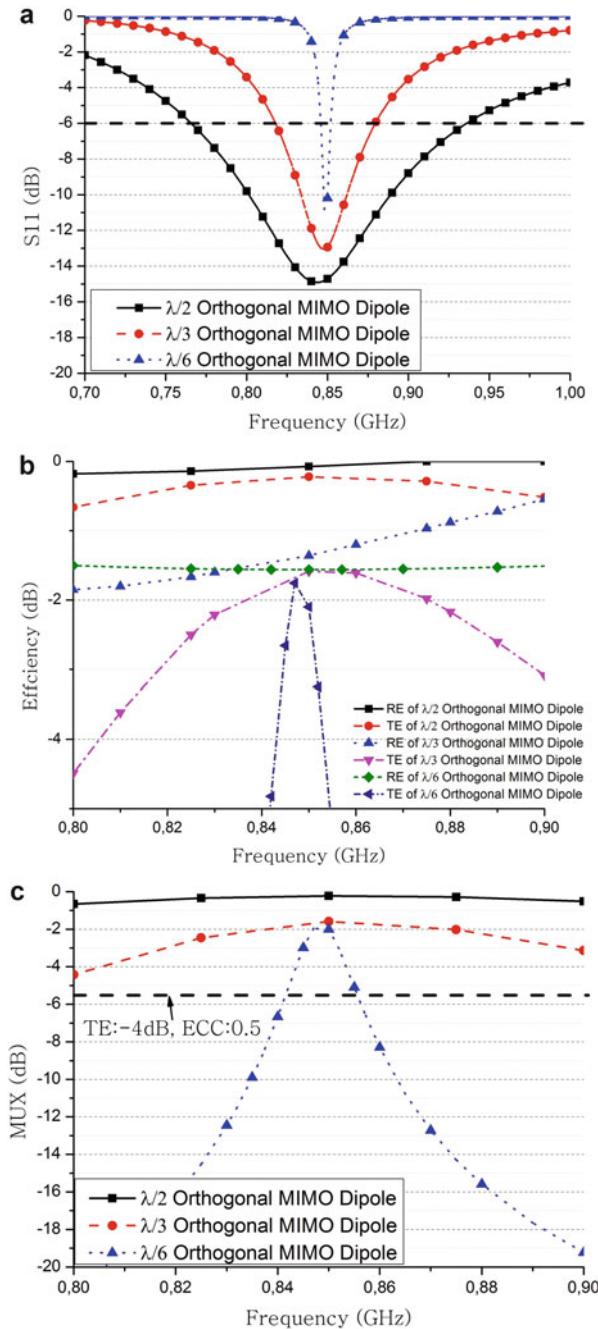 a
0
-2
-4
-6
-8
-10
-12
-14
-16
-18
-20
S11 (dB)
λ/2 Orthogonal MIMO Dipole
λ/3 Orthogonal MIMO Dipole
λ/6 Orthogonal MIMO Dipole
0,70 0,75 0,80 0,85 0,90 0,95 1,00
Frequency (GHz)
b
0
-2
-4
Effciency (dB)
RE of λ/2 Orthogonal MIMO Dipole
TE of λ/2 Orthogonal MIMO Dipole
RE of λ/3 Orthogonal MIMO Dipole
TE of λ/3 Orthogonal MIMO Dipole
RE of λ/6 Orthogonal MIMO Dipole
TE of λ/6 Orthogonal MIMO Dipole
0,80 0,82 0,84 0,86 0,88 0,90
Frequency (GHz)
c
0
-2
-4
-6
-8
-10
-12
-14
-16
-18
-20
MUX (dB)
TE:-4dB, ECC:0.5
λ/2 Orthogonal MIMO Dipole
λ/3 Orthogonal MIMO Dipole
λ/6 Orthogonal MIMO Dipole
0,80 0,82 0,84 0,86 0,88 0,90
Frequency (GHz)